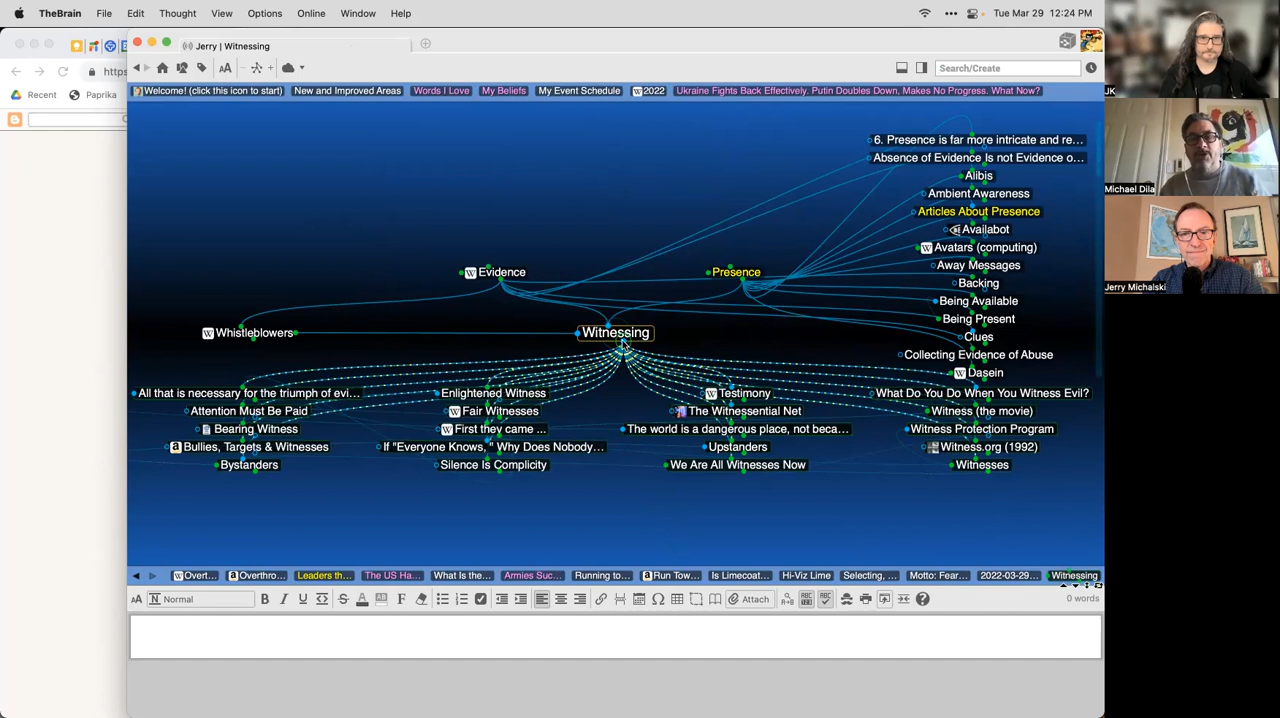 TheBrain File Edit Thought View Options Online Window Help
Tue Mar 29 12:24 PM
Jerry | Witnessing
https
Search/Create
Recent Paprika
Welcome! (click this icon to start) New and Improved Areas Words I Love My Beliefs My Event Schedule 2022 Ukraine Fights Back Effectively. Putin Doubles Down, Makes No Progress. What Now?
JK
6. Presence is far more intricate and re...
Absence of Evidence Is not Evidence o...
Alibis
Ambient Awareness
Articles About Presence
Availabot
Avatars (computing)
Away Messages
Backing
Being Available
Being Present
Clues
Collecting Evidence of Abuse
Dasein
Michael Dila
Jerry Michalski
Evidence
Presence
Whistleblowers
Witnessing
All that is necessary for the triumph of evi...
Attention Must Be Paid
Bearing Witness
Bullies, Targets & Witnesses
Bystanders
Enlightened Witness
Fair Witnesses
First they came ...
If "Everyone Knows, " Why Does Nobody...
Silence Is Complicity
Testimony
The Witnessential Net
The world is a dangerous place, not beca...
Upstanders
We Are All Witnesses Now
What Do You Do When You Witness Evil?
Witness (the movie)
Witness Protection Program
Witness.org (1992)
Witnesses
Overt... Overthro... Leaders th... The US Ha... What Is the... Armies Suc... Running to... Run Tow... Is Limecoat... Hi-Viz Lime Selecting, ... Motto: Fear... 2022-03-29... Witnessing
Normal B I U S Attach 0 words